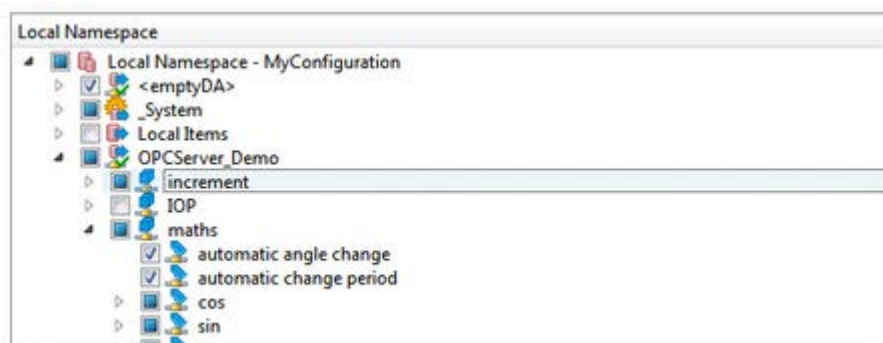 Local Namespace
Local Namespace - MyConfiguration
<emptyDA>
_System
Local Items
OPCServer_Demo
increment
IOP
maths
automatic angle change
automatic change period
cos
sin